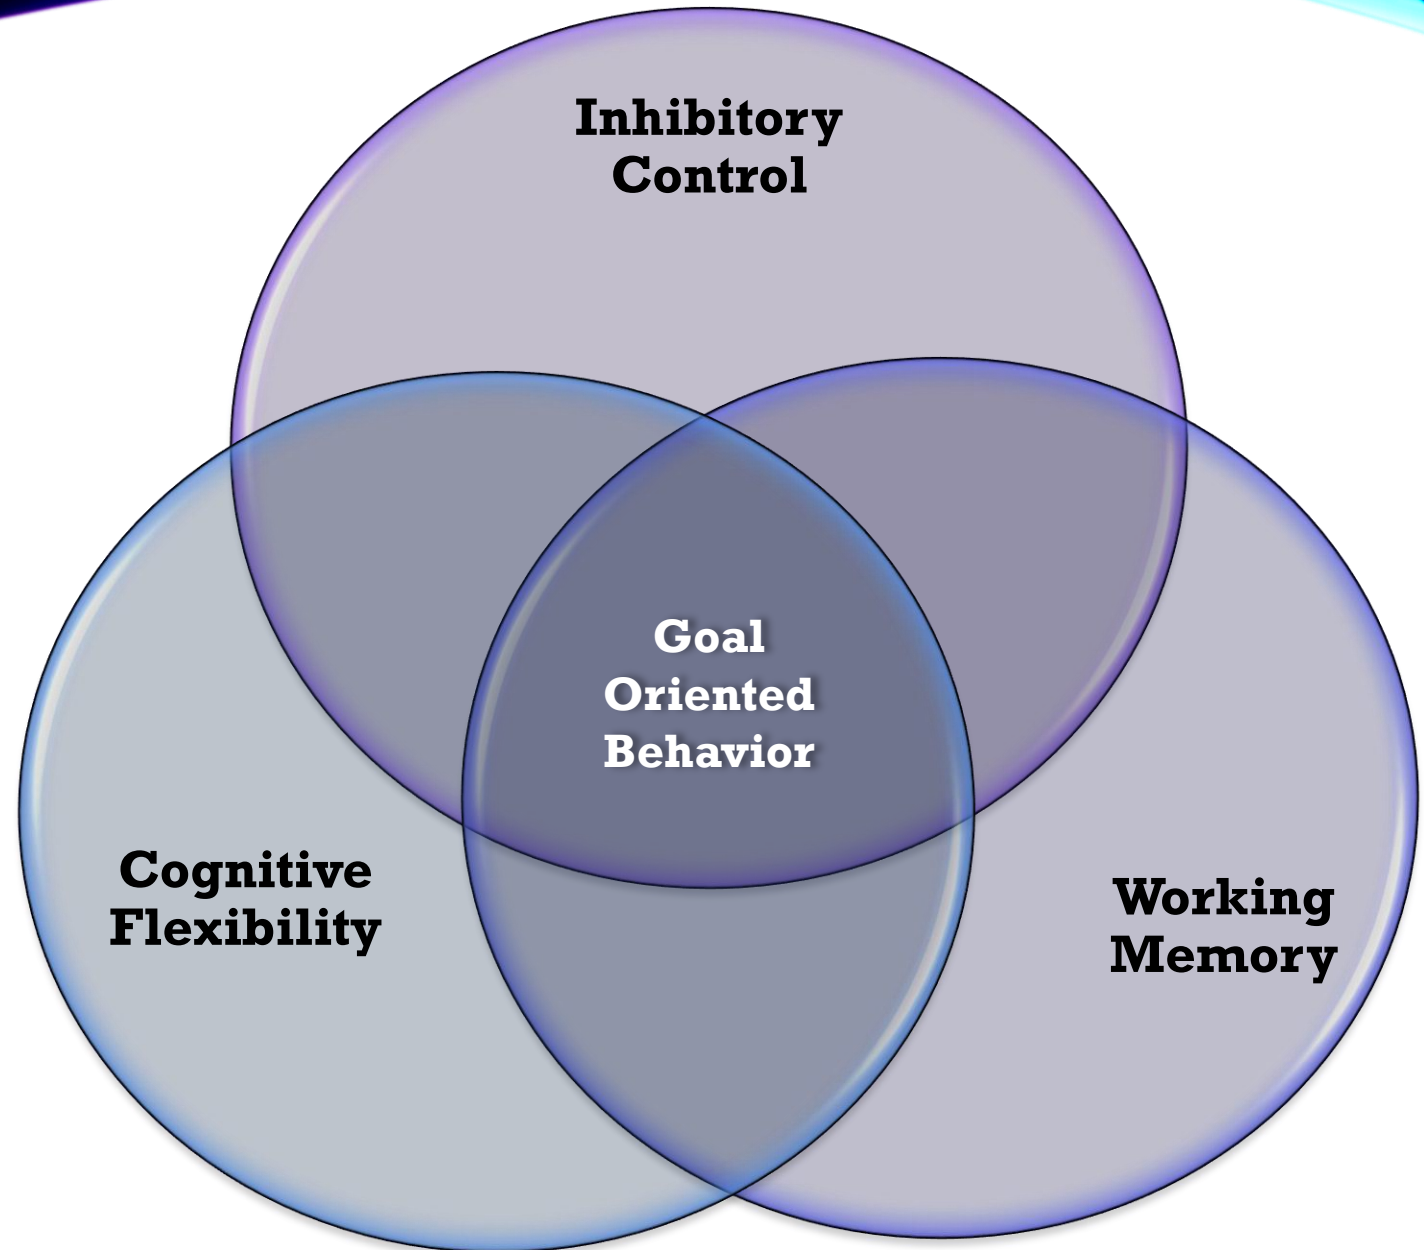 Inhibitory
Control
Goal
Oriented
Behavior
Cognitive
Flexibility
Working
Memory